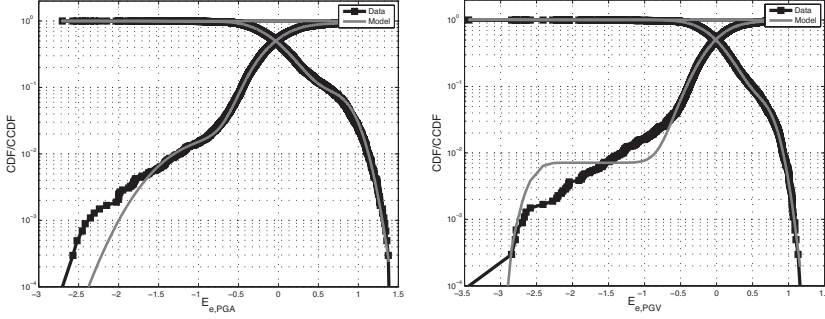 Data
Model
CDF/CCDF
10^0
10^-1
10^-2
10^-3
10^-4
-3 -2.5 -2 -1.5 -1 -0.5 0 0.5 1 1.5
E_e,PGA
Data
Model
CDF/CCDF
10^0
10^-1
10^-2
10^-3
10^-4
-3.5 -3 -2.5 -2 -1.5 -1 -0.5 0 0.5 1 1.5
E_e,PGV